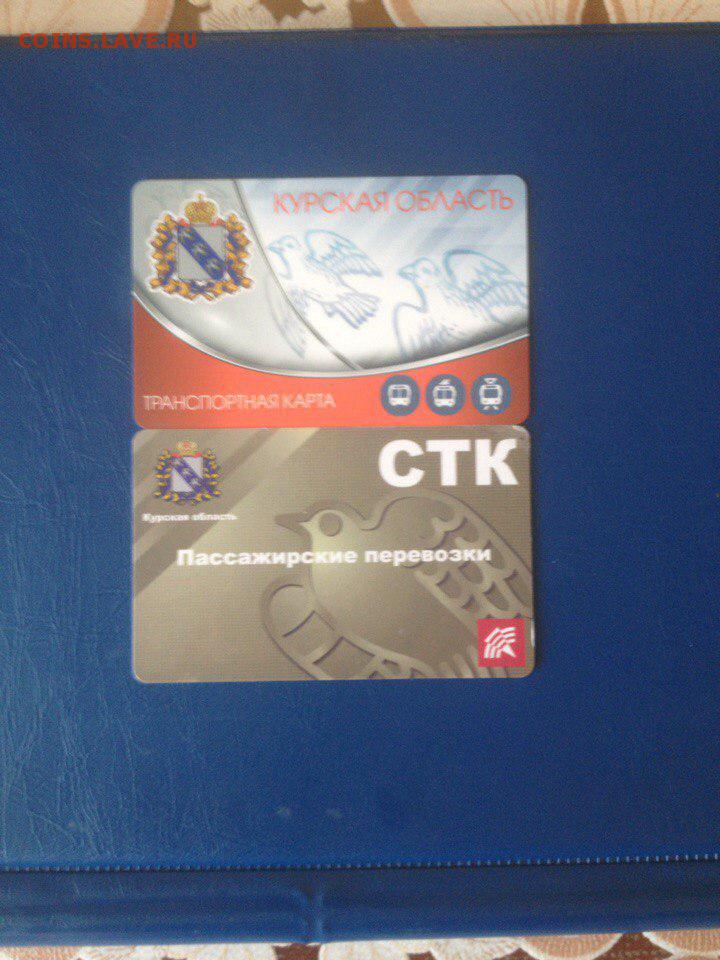 COINS.LAVE.RU
КУРСКАЯ ОБЛАСТЬ
ТРАНСПОРТНАЯ КАРТА
СТК
Курская область
Пассажирские перевозки